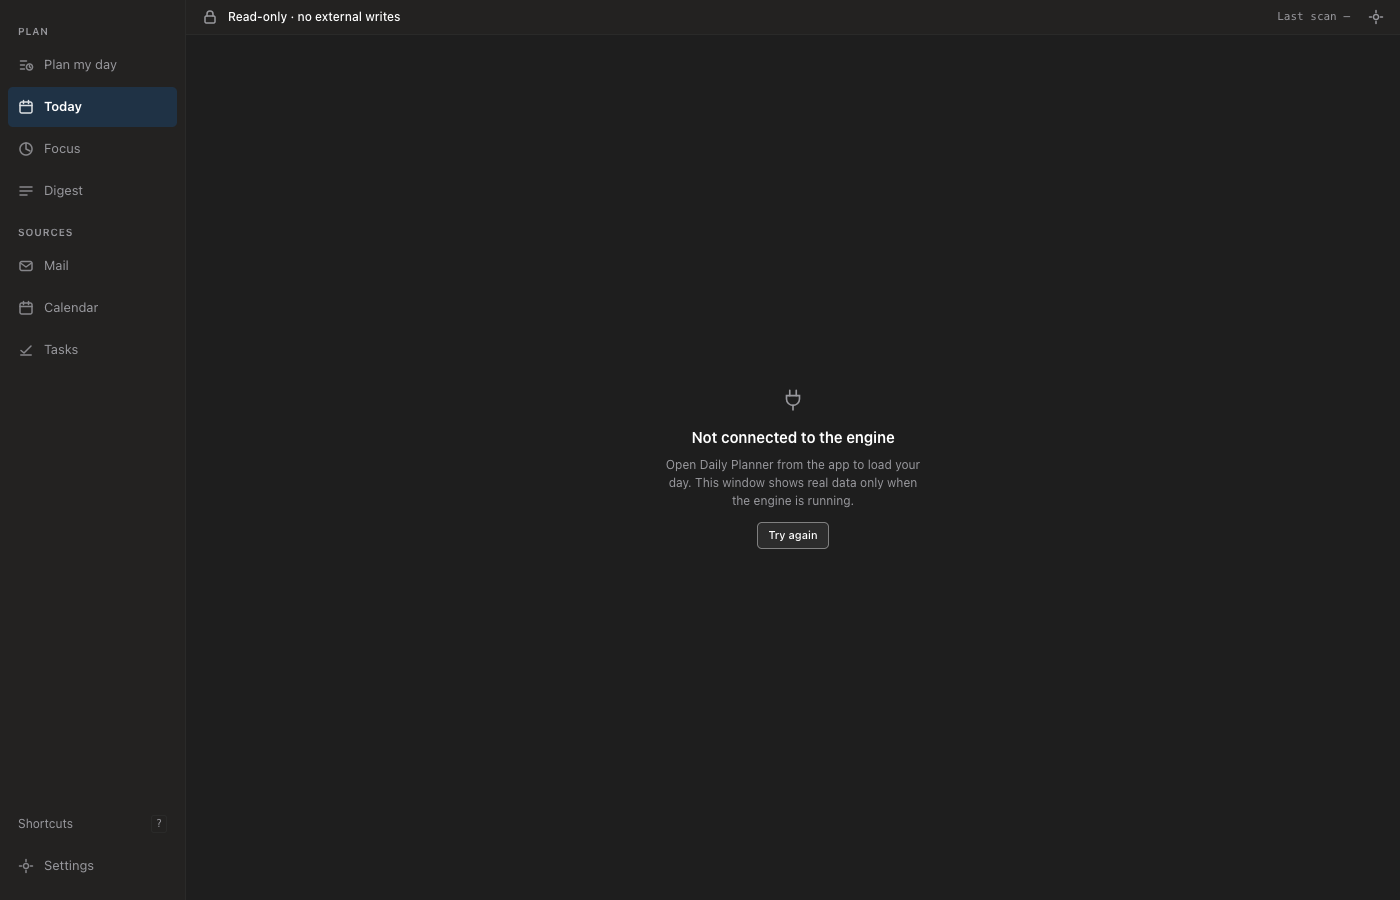 PLAN
Plan my day
Today
Focus
Digest
SOURCES
Mail
Calendar
Tasks
Shortcuts ?
Settings
Read-only · no external writes
Last scan —
Not connected to the engine
Open Daily Planner from the app to load your
day. This window shows real data only when
the engine is running.
Try again